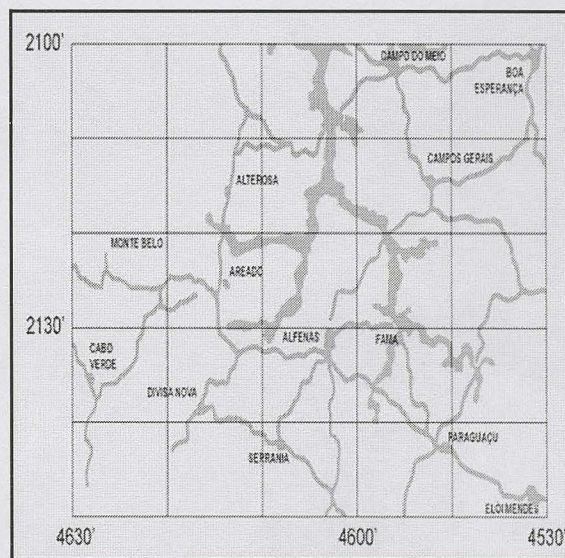 2100'
CAMPO DO MEIO
BOA
ESPERANÇA
CAMPOS GERAIS
ALTEROSA
MONTE BELO
AREADO
2130'
ALFENAS
FAMA
CABO
VERDE
DIVISA NOVA
PARAGUAÇU
SERRANIA
ELOI MENDES
4630'
4600'
4530'